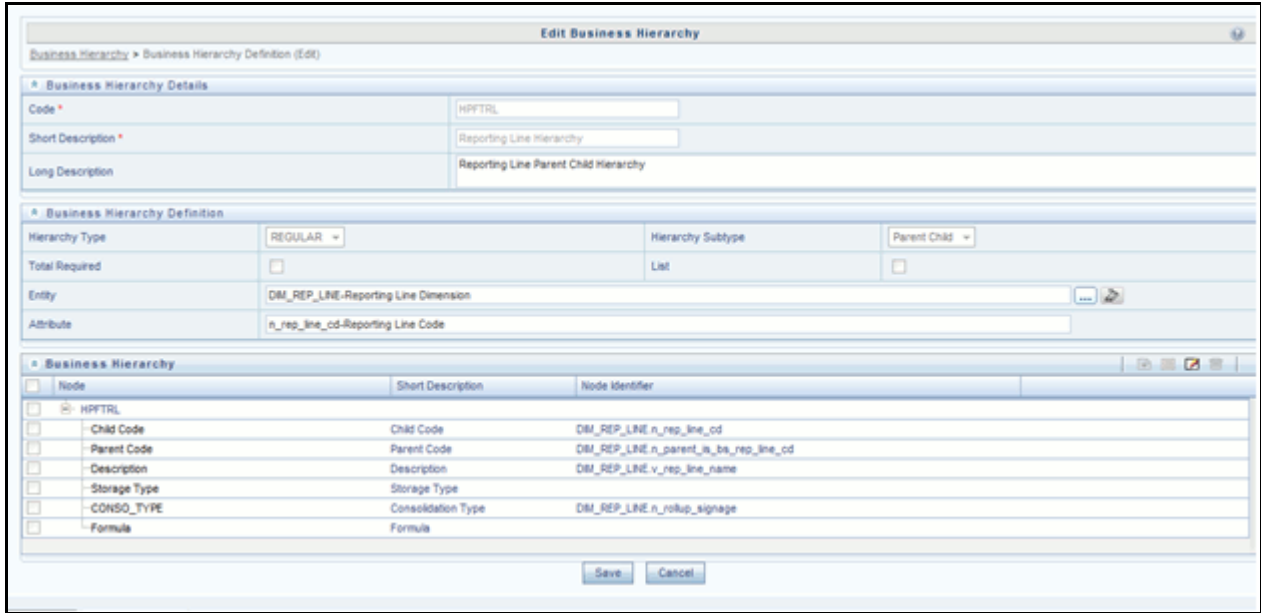 Edit Business Hierarchy
Business Hierarchy > Business Hierarchy Definition (Edit)
Business Hierarchy Details
Code *
HPFTRL
Short Description *
Reporting Line Hierarchy
Long Description
Reporting Line Parent Child Hierarchy
Business Hierarchy Definition
Hierarchy Type REGULAR Hierarchy Subtype Parent Child
Total Required List
Entity DIM_REP_LINE-Reporting Line Dimension ...
Attribute n_rep_line_cd-Reporting Line Code
Business Hierarchy
Node Short Description Node Identifier
HPFTRL
Child Code Child Code DIM_REP_LINE.n_rep_line_cd
Parent Code Parent Code DIM_REP_LINE.n_parent_is_bs_rep_line_cd
Description Description DIM_REP_LINE.v_rep_line_name
Storage Type Storage Type
CONSO_TYPE Consolidation Type DIM_REP_LINE.n_rollup_signage
Formula Formula
Save Cancel